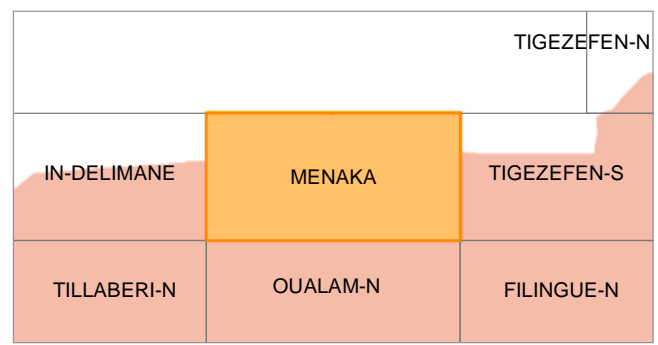 TIGEZEFEN-N
IN-DELIMANE
MENAKA
TIGEZEFEN-S
TILLABERI-N
OUALAM-N
FILINGUE-N